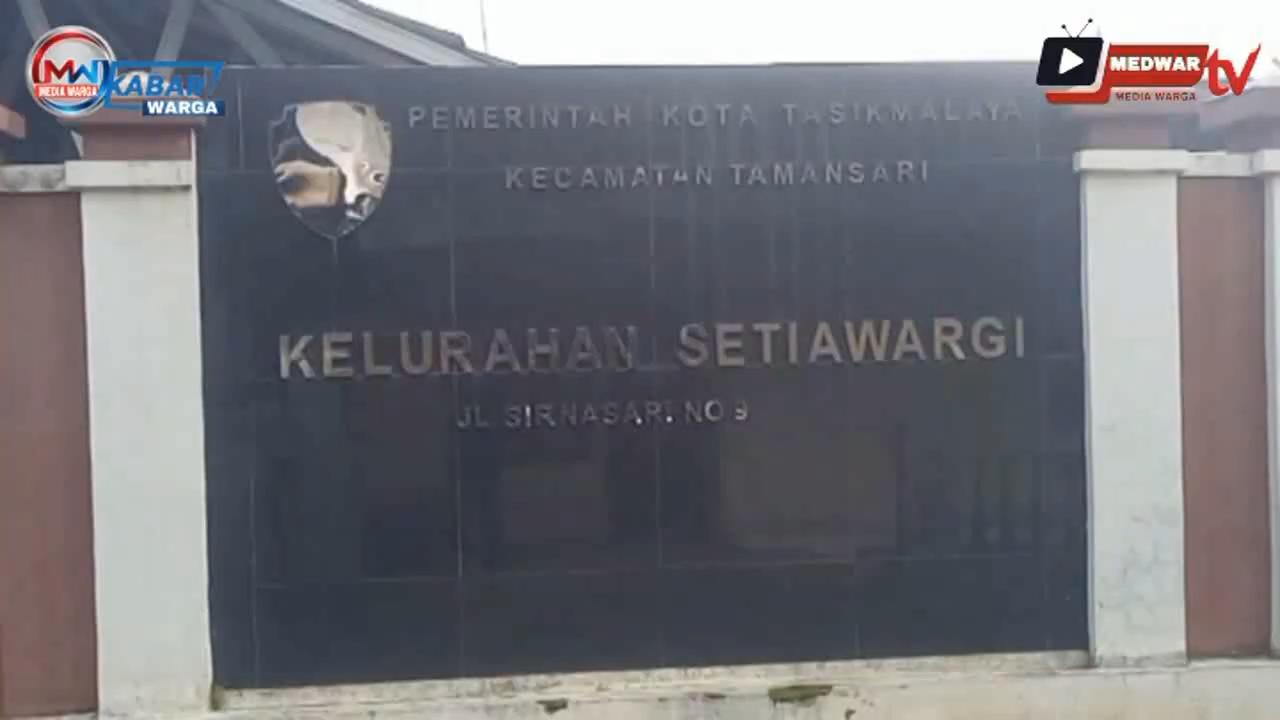 MW
MEDIA WARGA
KABAR
WARGA
MEDWAR
tv
MEDIA WARGA
PEMERINTAH KOTA TASIKMALAYA
KECAMATAN TAMANSARI
KELURAHAN SETIAWARGI
JL SIRNASARI NO 9